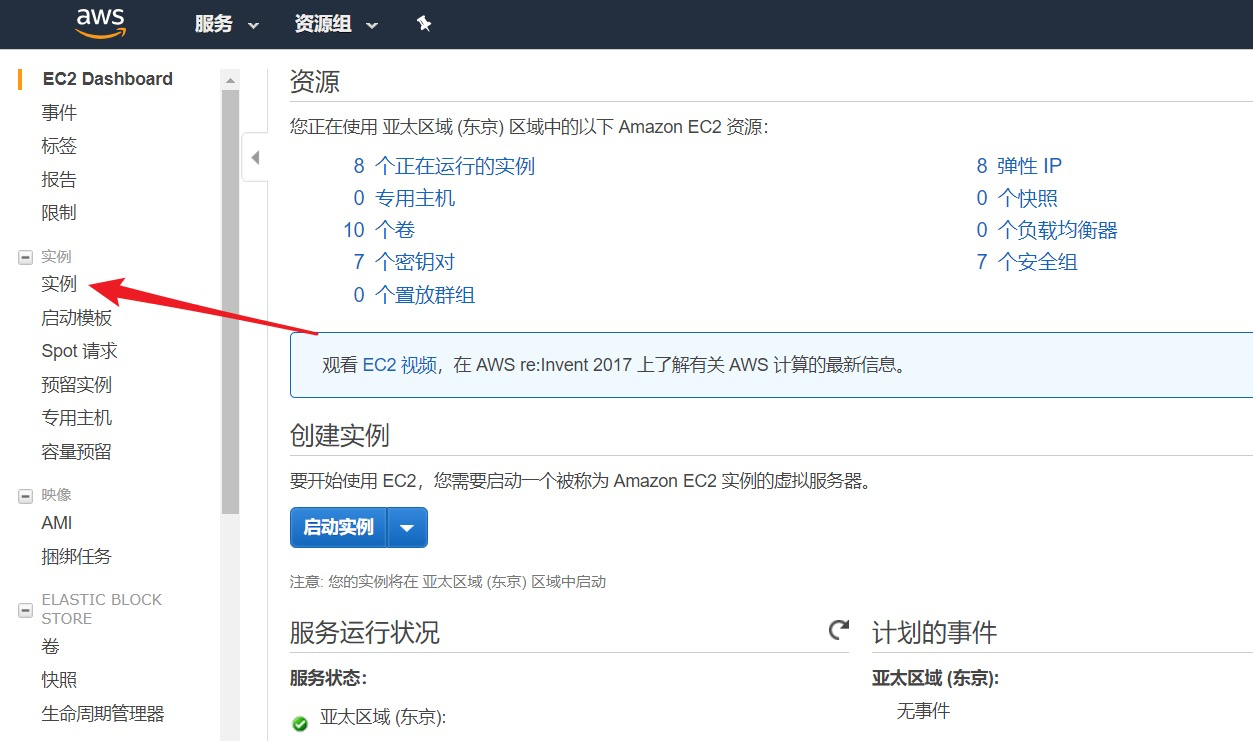 aws
服务
资源组
EC2 Dashboard
事件
标签
报告
限制
实例
实例
启动模板
Spot 请求
预留实例
专用主机
容量预留
映像
AMI
捆绑任务
ELASTIC BLOCK
STORE
卷
快照
生命周期管理器
资源
您正在使用 亚太区域 (东京) 区域中的以下 Amazon EC2 资源:
8 个正在运行的实例
0 专用主机
10 个卷
7 个密钥对
0 个置放群组
8 弹性 IP
0 个快照
0 个负载均衡器
7 个安全组
观看 EC2 视频，在 AWS re:Invent 2017 上了解有关 AWS 计算的最新信息。
创建实例
要开始使用 EC2，您需要启动一个被称为 Amazon EC2 实例的虚拟服务器。
启动实例
注意: 您的实例将在 亚太区域 (东京) 区域中启动
服务运行状况
服务状态:
亚太区域 (东京):
计划的事件
亚太区域 (东京):
无事件